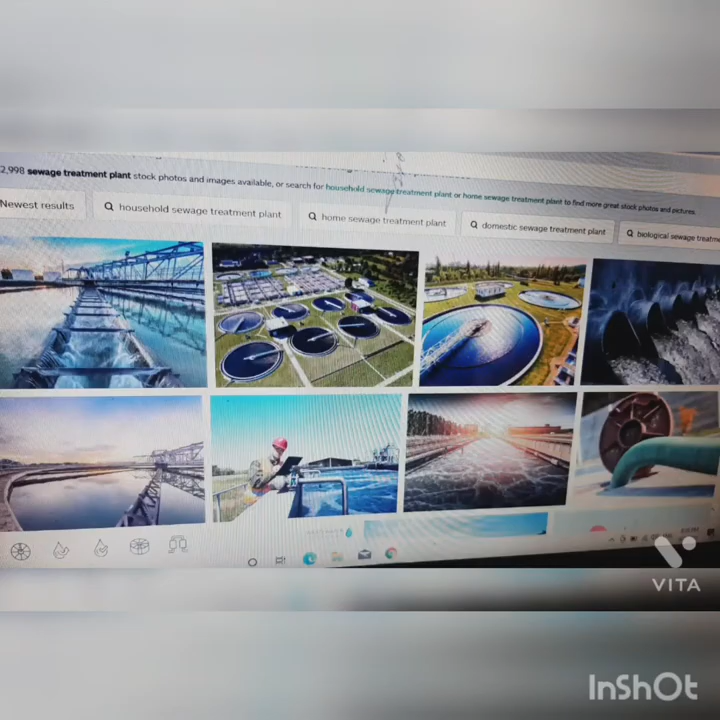 2,998 sewage treatment plant stock photos and images available, or search for household sewage treatment plant or home sewage treatment plant to find more great stock photos and pictures.
Newest results
household sewage treatment plant
home sewage treatment plant
domestic sewage treatment plant
biological sewage treatm
VITA
InShOt